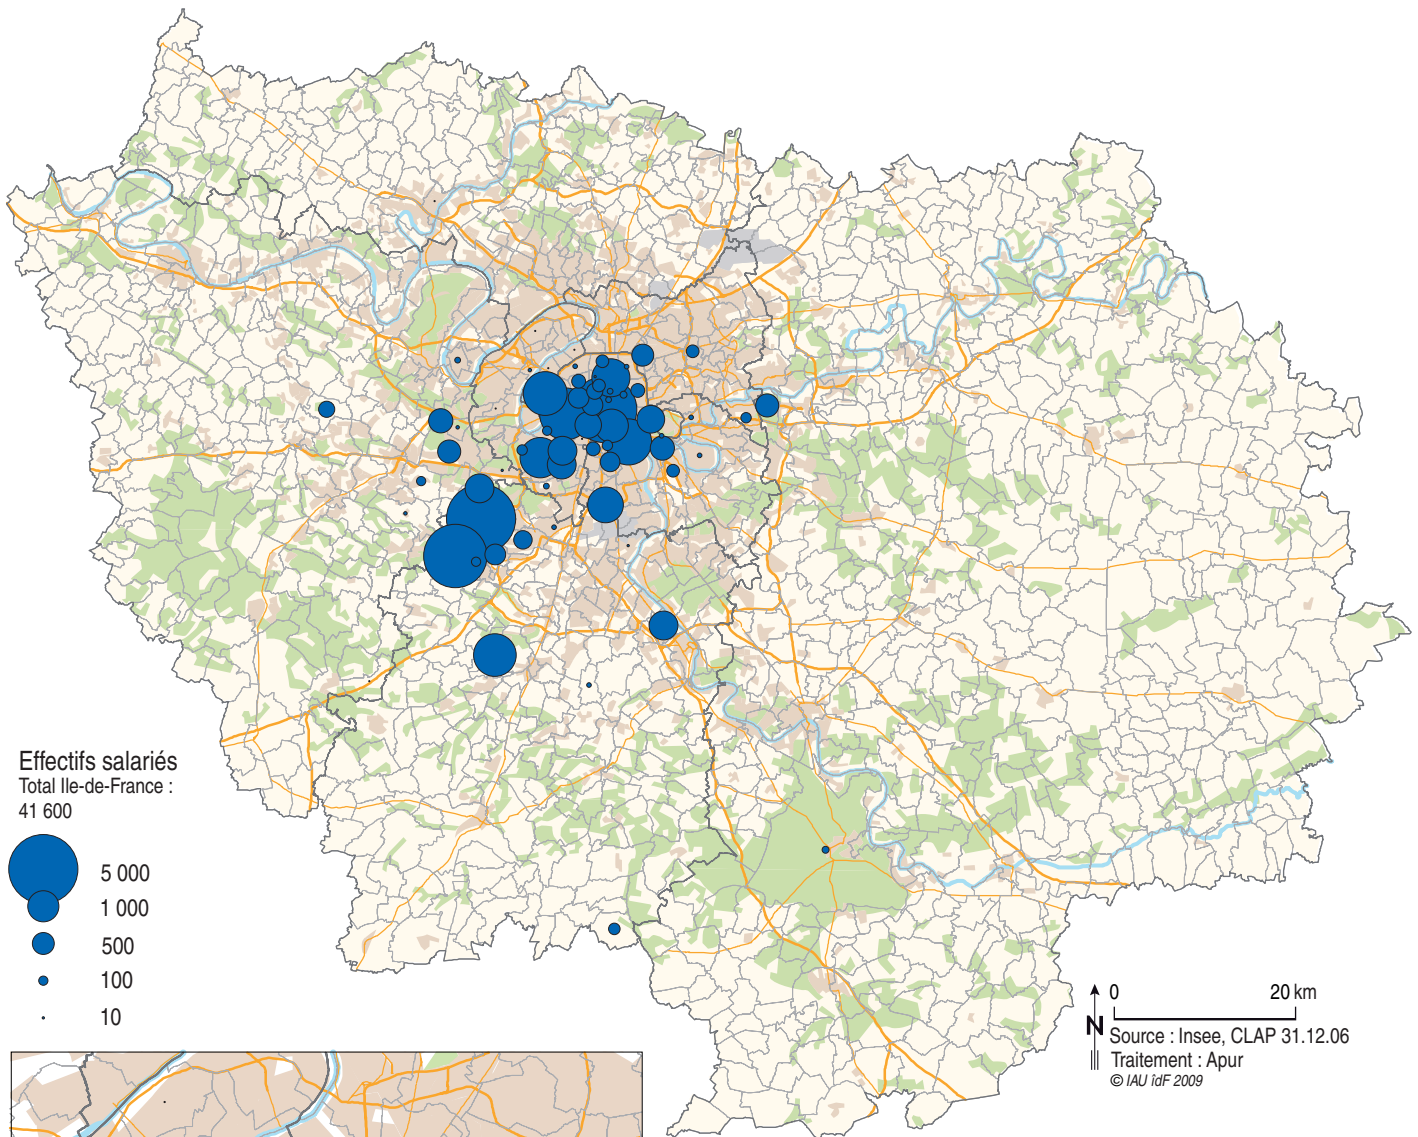 Effectifs salariés
Total Ile-de-France :
41 600
5 000
1 000
500
100
10
0 20 km
N
Source : Insee, CLAP 31.12.06
Traitement : Apur
© IAU îdF 2009